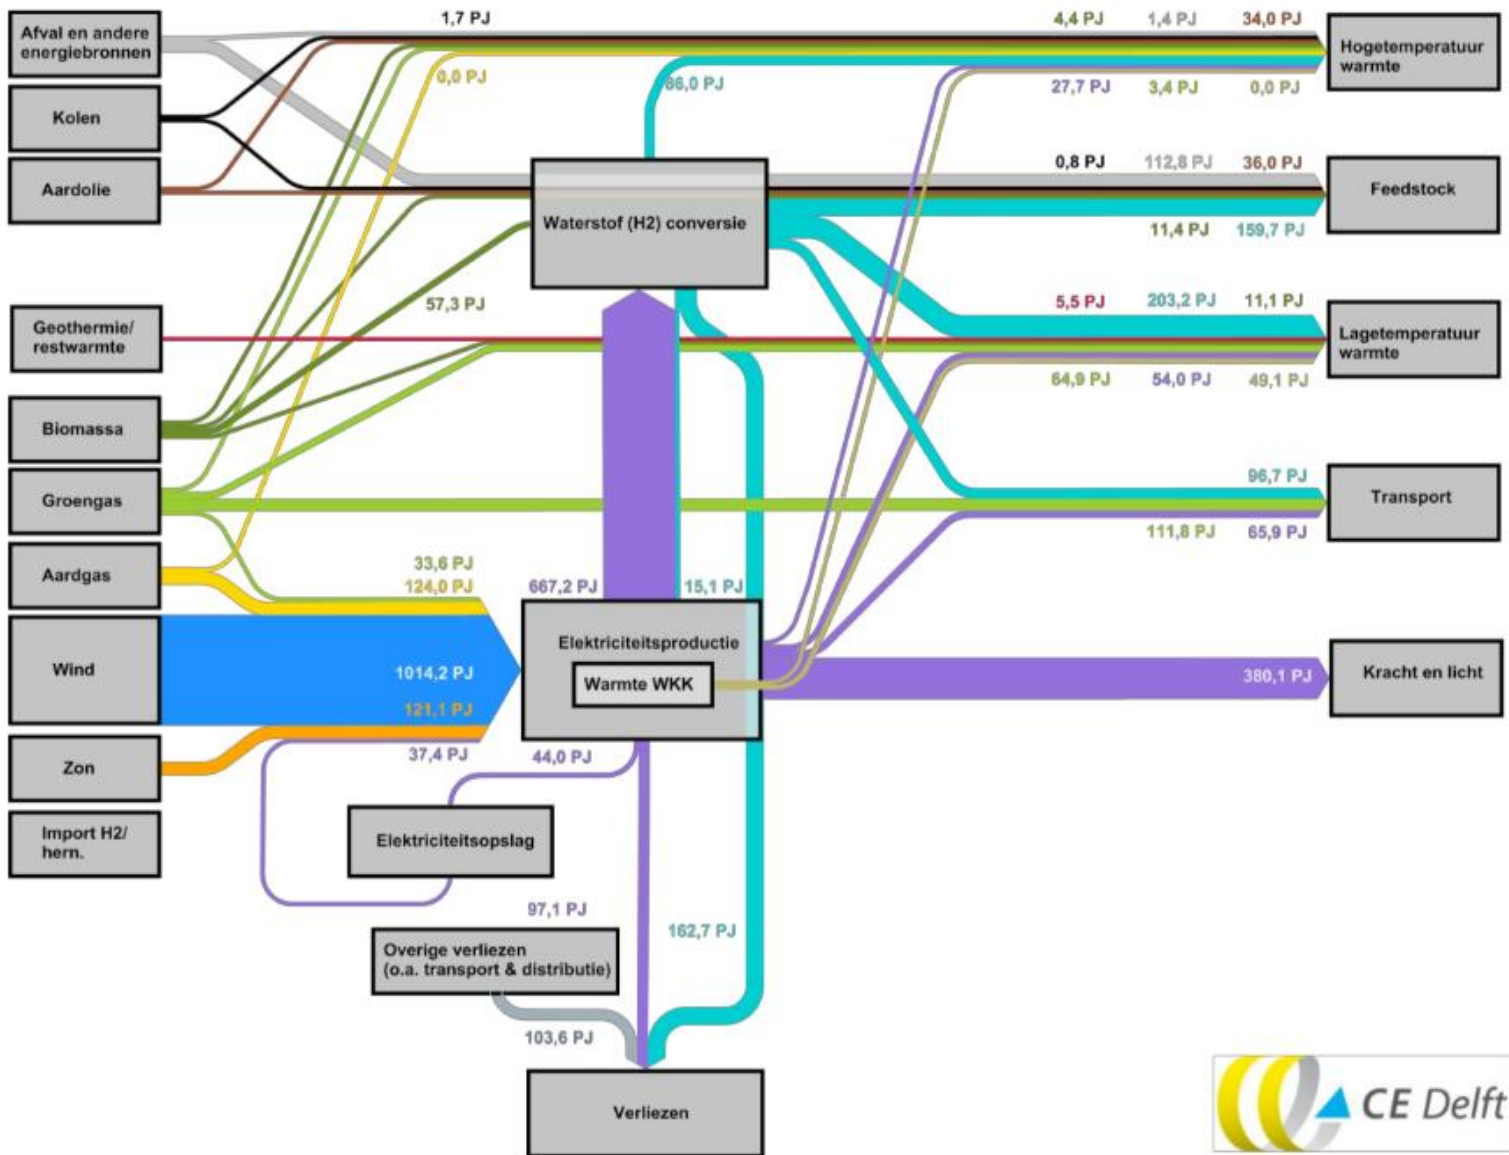 Afval en andere
energiebronnen
1,7 PJ
4,4 PJ 1,4 PJ 34,0 PJ
Hogetemperatuur
warmte
0,0 PJ
86,0 PJ
27,7 PJ 3,4 PJ 0,0 PJ
Kolen
Aardolie
0,8 PJ 112,8 PJ 36,0 PJ
Feedstock
Waterstof (H2) conversie
11,4 PJ 159,7 PJ
57,3 PJ
5,5 PJ 203,2 PJ 11,1 PJ
Geothermie/
restwarmte
Lagetemperatuur
warmte
64,9 PJ 54,0 PJ 49,1 PJ
Biomassa
Groengas
96,7 PJ
Transport
111,8 PJ 65,9 PJ
Aardgas
33,6 PJ
124,0 PJ
667,2 PJ 15,1 PJ
Elektriciteitsproductie
Warmte WKK
Wind
1014,2 PJ
380,1 PJ
Kracht en licht
121,1 PJ
37,4 PJ 44,0 PJ
Zon
Import H2/
hern.
Elektriciteitsopslag
97,1 PJ
162,7 PJ
Overige verliezen
(o.a. transport & distributie)
103,6 PJ
Verliezen
CE Delft